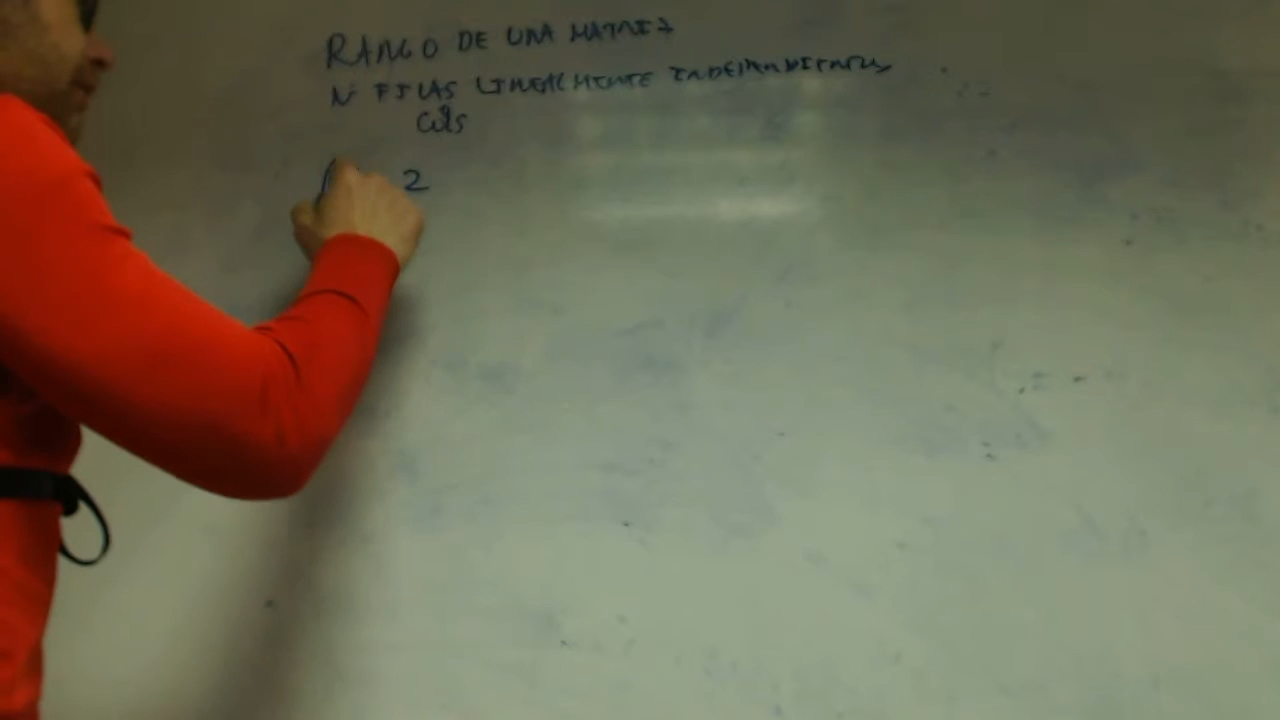 RANGO DE UNA MATRIZ
Nº FILAS LINEALMENTE INDEPENDIENTES
cols
2